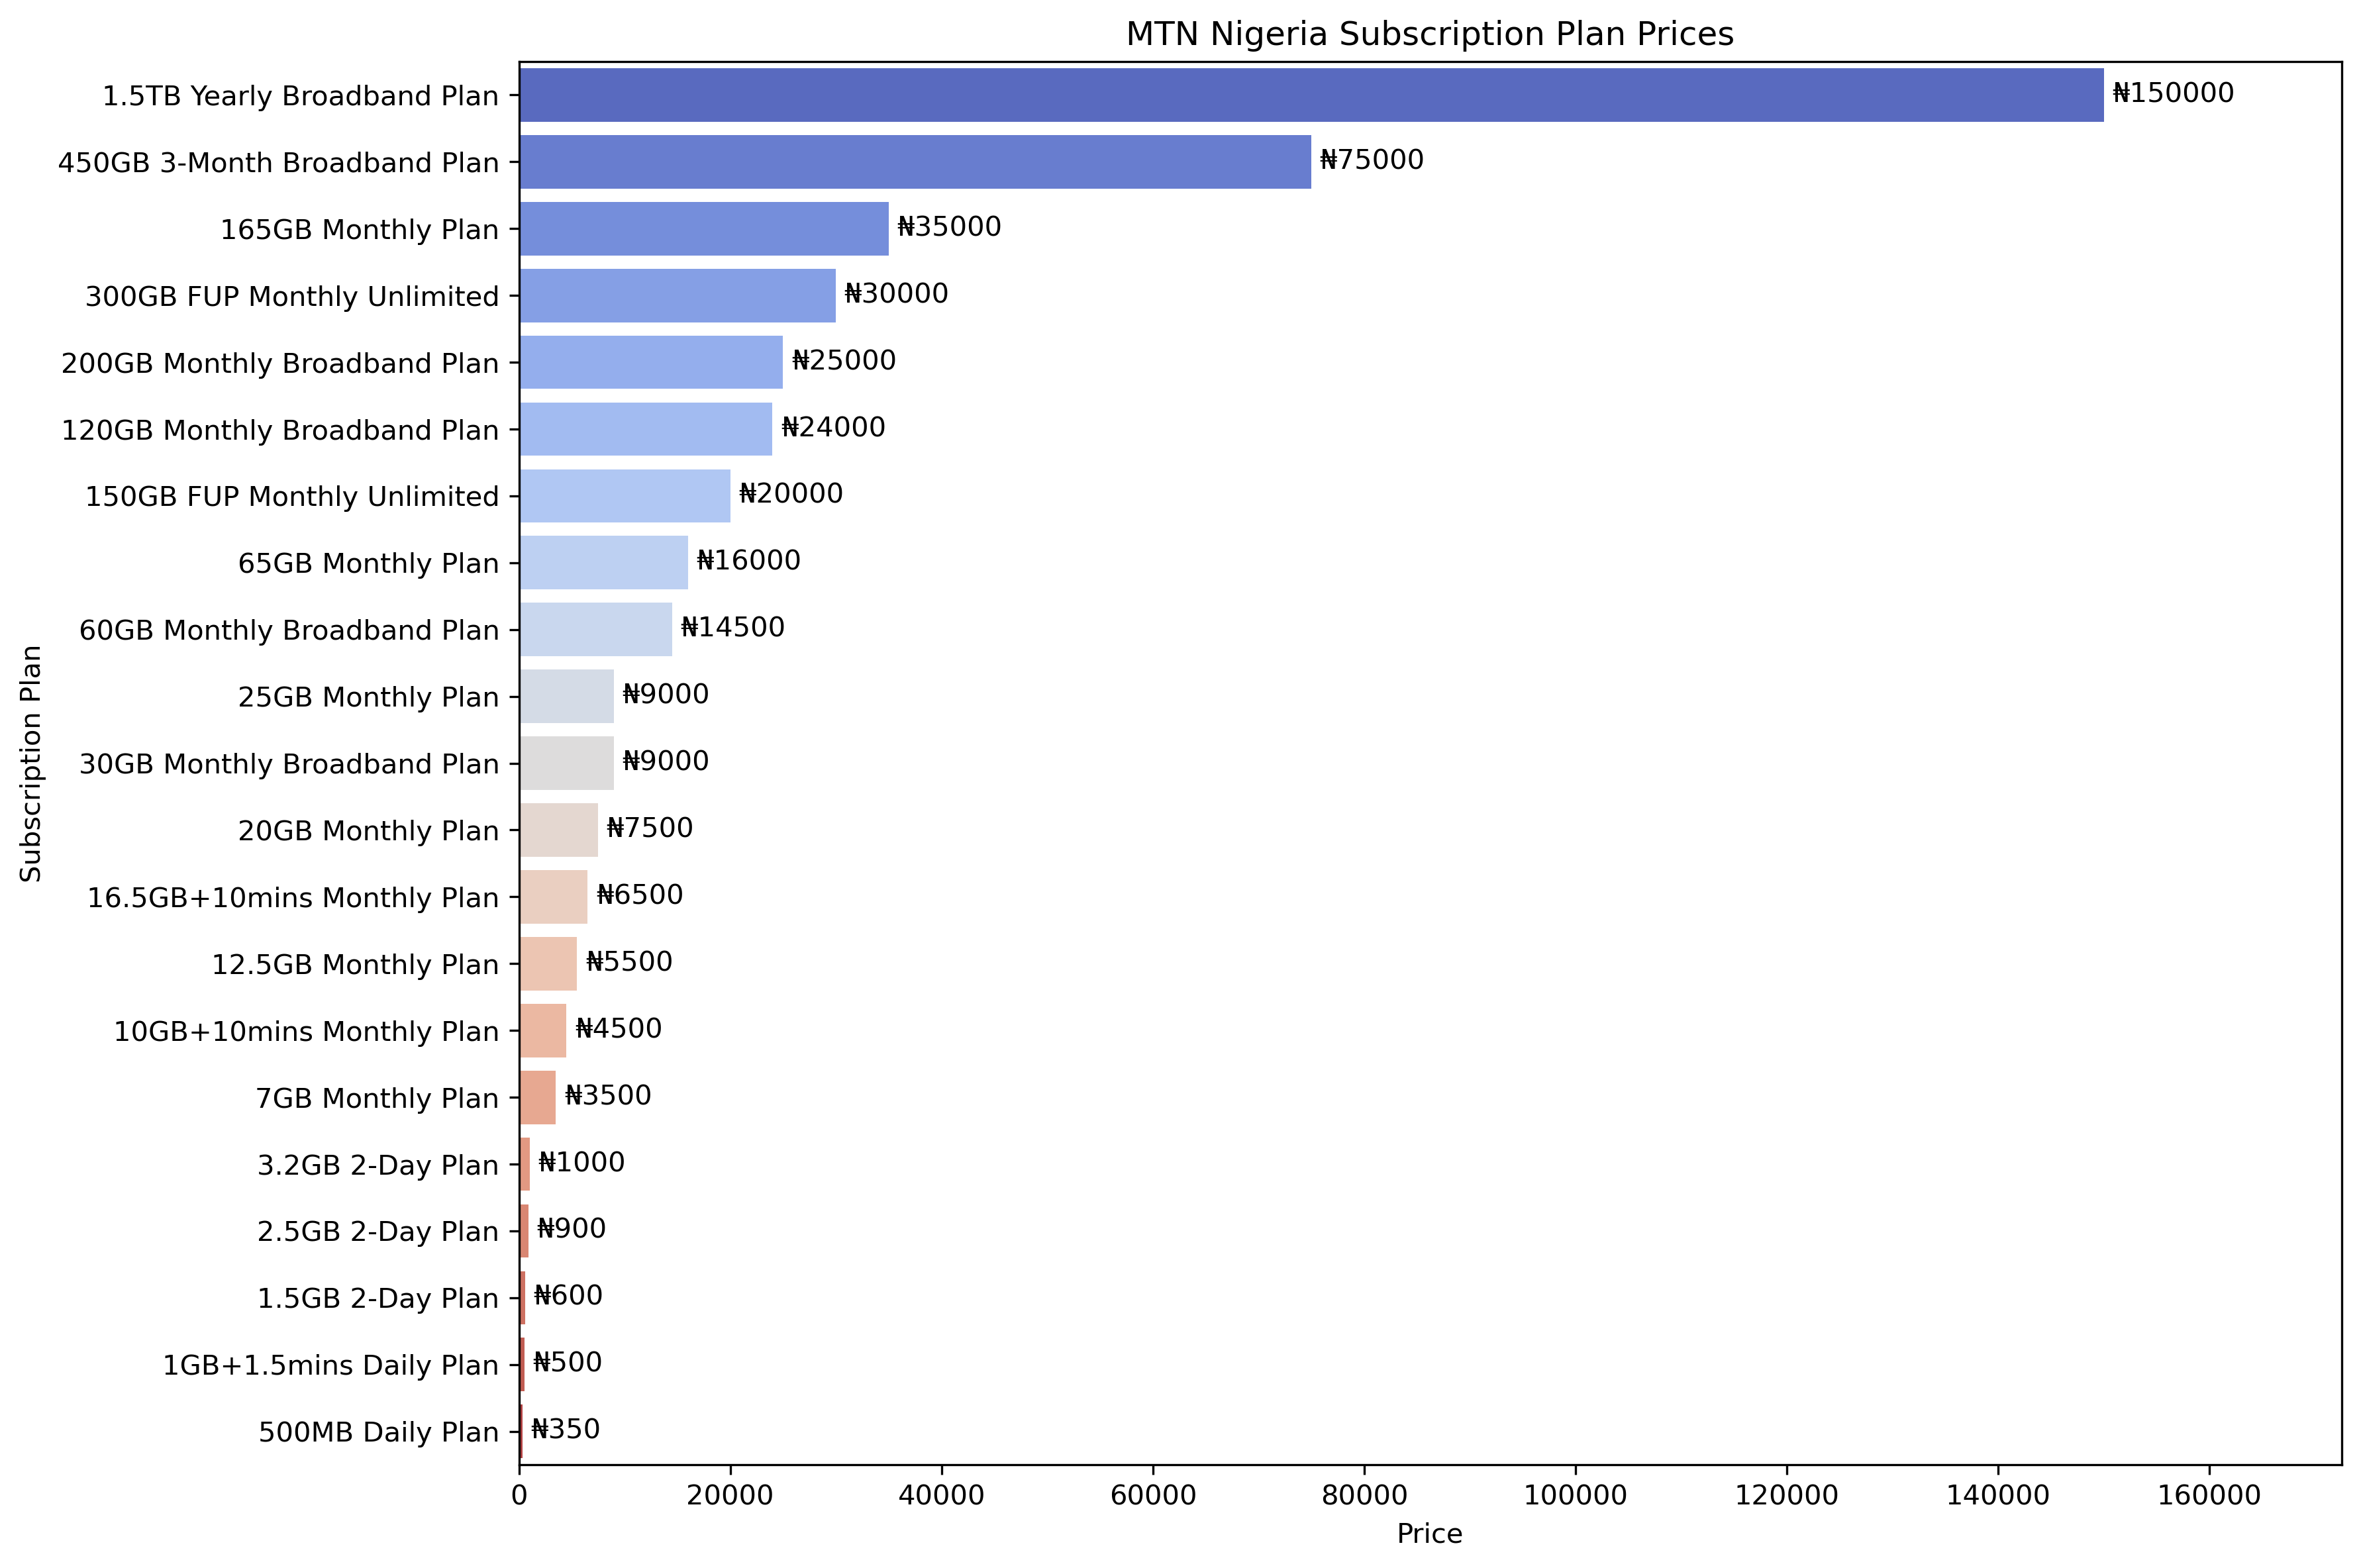 MTN Nigeria Subscription Plan Prices
1.5TB Yearly Broadband Plan ₦150000
450GB 3-Month Broadband Plan ₦75000
165GB Monthly Plan ₦35000
300GB FUP Monthly Unlimited ₦30000
200GB Monthly Broadband Plan ₦25000
120GB Monthly Broadband Plan ₦24000
150GB FUP Monthly Unlimited ₦20000
65GB Monthly Plan ₦16000
60GB Monthly Broadband Plan ₦14500
25GB Monthly Plan ₦9000
30GB Monthly Broadband Plan ₦9000
20GB Monthly Plan ₦7500
16.5GB+10mins Monthly Plan ₦6500
12.5GB Monthly Plan ₦5500
10GB+10mins Monthly Plan ₦4500
7GB Monthly Plan ₦3500
3.2GB 2-Day Plan ₦1000
2.5GB 2-Day Plan ₦900
1.5GB 2-Day Plan ₦600
1GB+1.5mins Daily Plan ₦500
500MB Daily Plan ₦350
Subscription Plan
0 20000 40000 60000 80000 100000 120000 140000 160000
Price